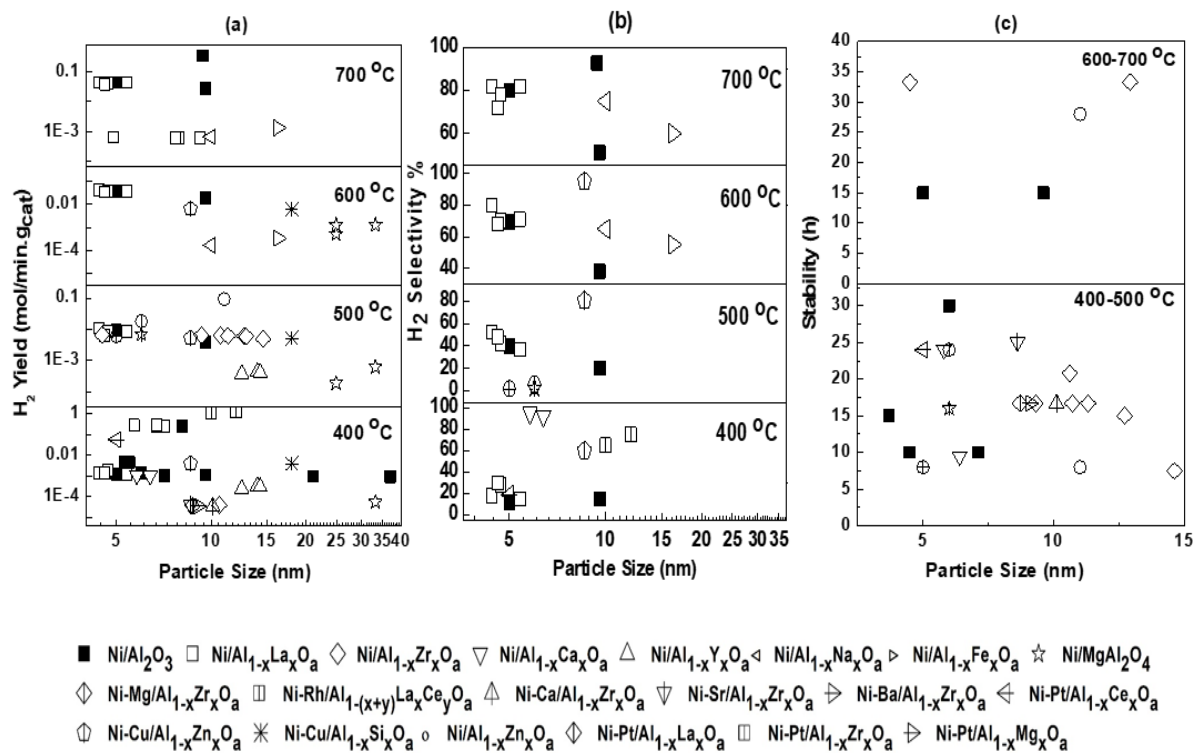 (a)
H2 Yield (mol/min.gcat)
0.1
1E-3
700 °C
0.01
1E-4
600 °C
0.1
1E-3
500 °C
1
0.01
1E-4
400 °C
5 10 15 20 25 30 35 40
Particle Size (nm)
(b)
H2 Selectivity %
100
80
60
700 °C
100
80
60
40
20
600 °C
80
60
40
20
0
500 °C
100
80
60
40
20
0
400 °C
5 10 15 20 25 30 35
Particle Size (nm)
(c)
Stability (h)
40
35
30
25
20
15
10
5
0
600-700 °C
30
25
20
15
10
5
0
400-500 °C
5 10 15
Particle Size (nm)
Ni/Al2O3 Ni/Al1-xLaxOa Ni/Al1-xZrxOa Ni/Al1-xCaxOa Ni/Al1-xYxOa Ni/Al1-xNaxOa Ni/Al1-xFexOa Ni/MgAl2O4
Ni-Mg/Al1-xZrxOa Ni-Rh/Al1-(x+y)LaxCeyOa Ni-Ca/Al1-xZrxOa Ni-Sr/Al1-xZrxOa Ni-Ba/Al1-xZrxOa Ni-Pt/Al1-xCexOa
Ni-Cu/Al1-xZnxOa Ni-Cu/Al1-xSixOa Ni/Al1-xZnxOa Ni-Pt/Al1-xLaxOa Ni-Pt/Al1-xZrxOa Ni-Pt/Al1-xMgxOa